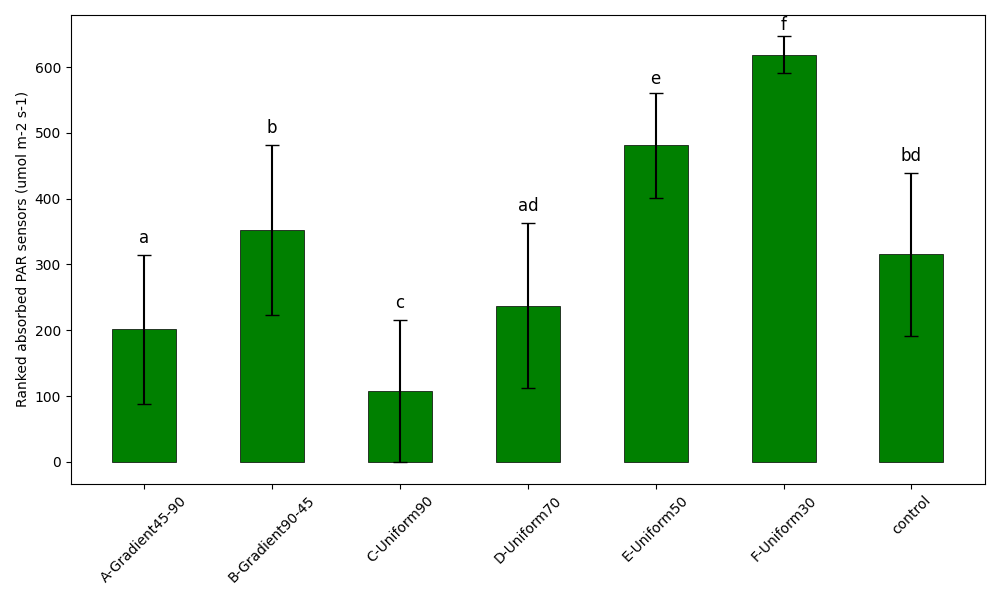 f
e
b
bd
a
ad
c
Ranked absorbed PAR sensors (umol m-2 s-1)
600
500
400
300
200
100
0
A-Gradient45-90
B-Gradient90-45
C-Uniform90
D-Uniform70
E-Uniform50
F-Uniform30
control